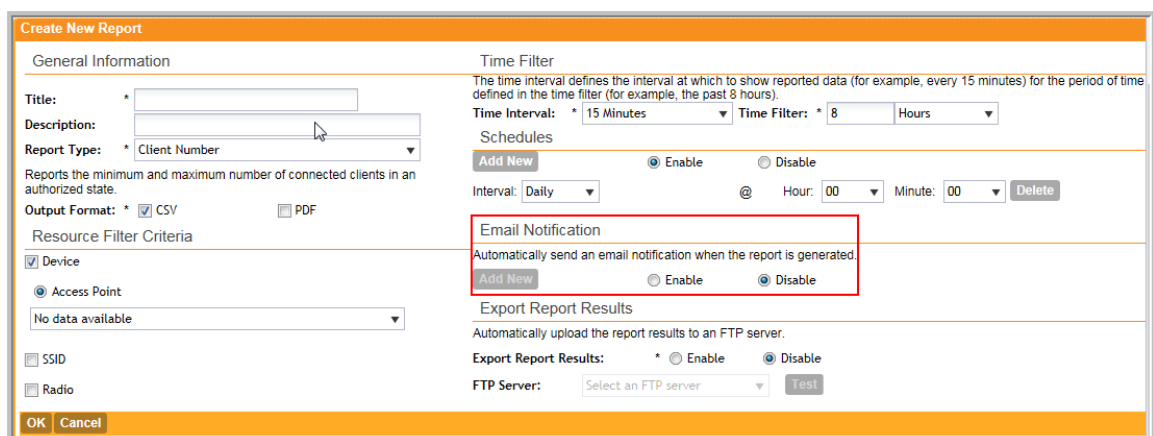 Create New Report
General Information
Title: *
Description:
Report Type: * Client Number
Reports the minimum and maximum number of connected clients in an
authorized state.
Output Format: * CSV PDF
Resource Filter Criteria
Device
Access Point
No data available
SSID
Radio
Time Filter
The time interval defines the interval at which to show reported data (for example, every 15 minutes) for the period of time
defined in the time filter (for example, the past 8 hours).
Time Interval: * 15 Minutes Time Filter: * 8 Hours
Schedules
Add New Enable Disable
Interval: Daily @ Hour: 00 Minute: 00 Delete
Email Notification
Automatically send an email notification when the report is generated.
Add New Enable Disable
Export Report Results
Automatically upload the report results to an FTP server.
Export Report Results: * Enable Disable
FTP Server: Select an FTP server Test
OK Cancel